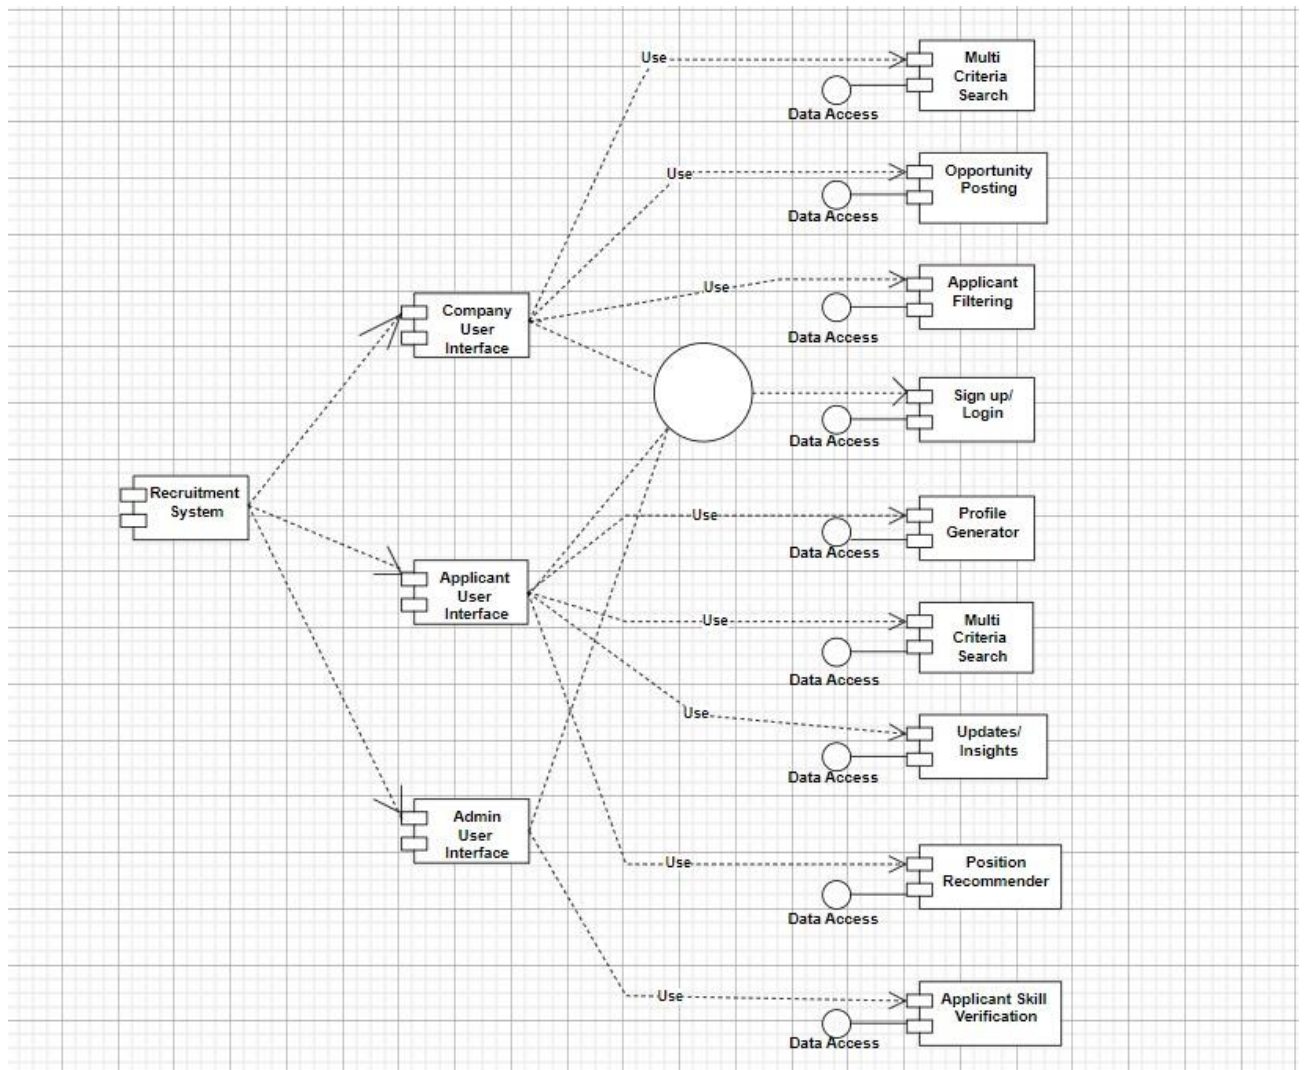 Use
Multi
Criteria
Search
Data Access
Use
Opportunity
Posting
Data Access
Use
Applicant
Filtering
Data Access
Company
User
Interface
Sign up/
Login
Data Access
Recruitment
System
Use
Profile
Generator
Data Access
Applicant
User
Interface
Use
Multi
Criteria
Search
Data Access
Use
Updates/
Insights
Data Access
Admin
User
Interface
Use
Position
Recommender
Data Access
Use
Applicant Skill
Verification
Data Access